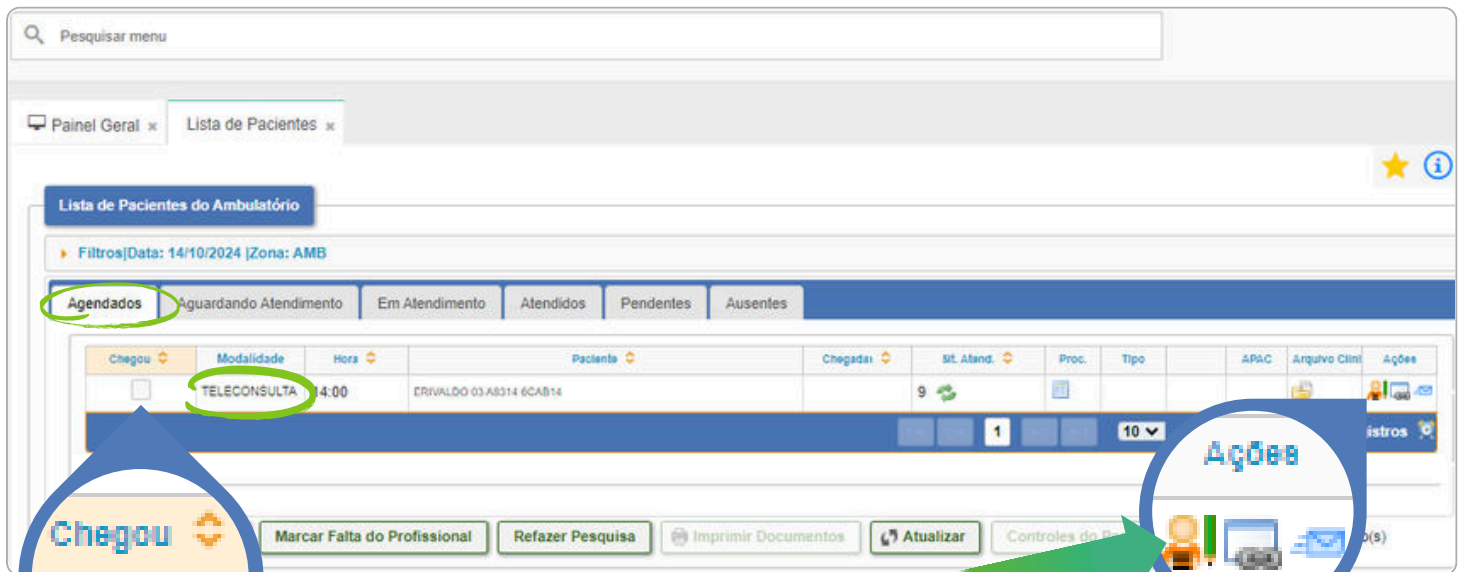 Pesquisar menu
Painel Geral x Lista de Pacientes x
Lista de Pacientes do Ambulatório
Filtros|Data: 14/10/2024 |Zona: AMB
Agendados Aguardando Atendimento Em Atendimento Atendidos Pendentes Ausentes
Chegou Modalidade Hora Paciente Chegada: Sit. Atend. Proc. Tipo APAC Arquivo Clíni Ações
TELECONSULTA 14:00 ERIVALDO 03 A8314 6CAB14 9
1 10 istros
Ações
Chegou
Marcar Falta do Profissional Refazer Pesquisa Imprimir Documentos Atualizar Controles do o(s)